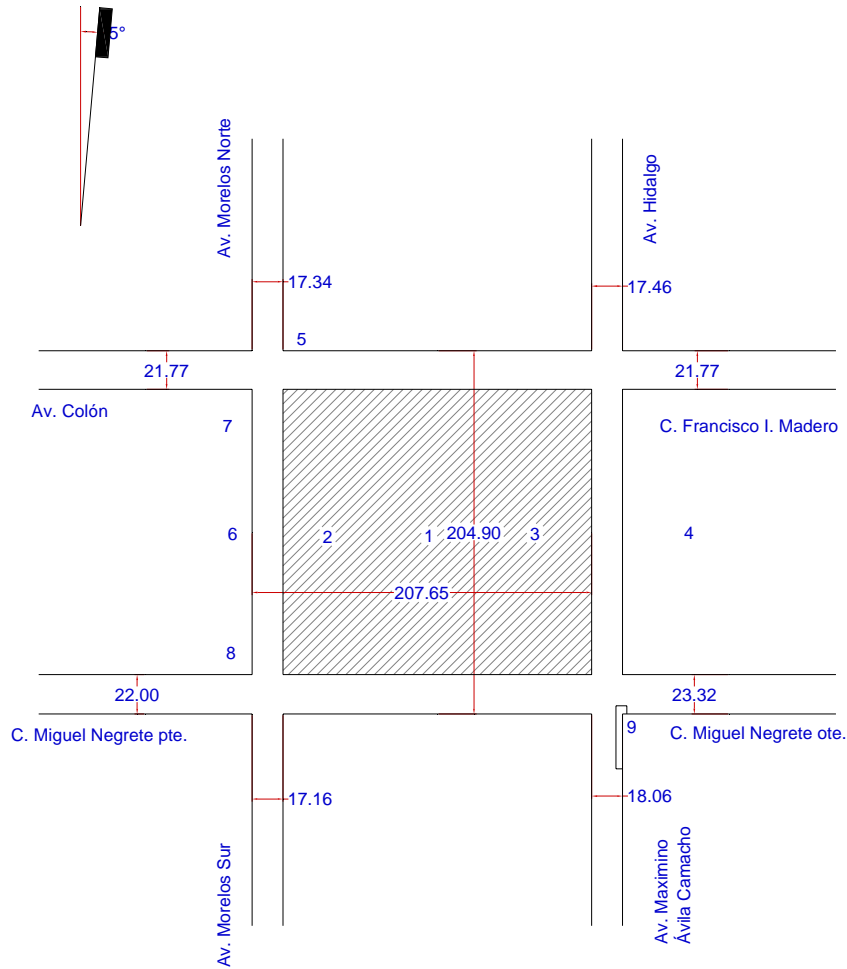 5°
Av. Morelos Norte
Av. Hidalgo
17.34
17.46
5
21.77
21.77
Av. Colón
7
C. Francisco I. Madero
6
2
1
204.90
3
4
207.65
8
22.00
23.32
C. Miguel Negrete pte.
9
C. Miguel Negrete ote.
17.16
18.06
Av. Morelos Sur
Av. Maximino
Ávila Camacho